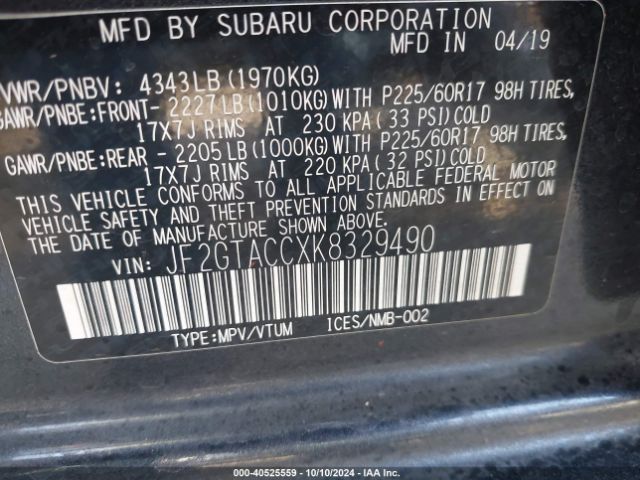 MFD BY SUBARU CORPORATION
MFD IN 04/19
VWR/PNBV: 4343LB (1970KG)
GAWR/PNBE:FRONT- 2227LB(1010KG)WITH P225/60R17 98H TIRES,
17X7J RIMS AT 230 KPA( 33 PSI)COLD
GAWR/PNBE:REAR - 2205LB(1000KG)WITH P225/60R17 98H TIRES,
17X7J RIMS AT 220 KPA( 32 PSI)COLD
THIS VEHICLE CONFORMS TO ALL APPLICABLE FEDERAL MOTOR
VEHICLE SAFETY AND THEFT PREVENTION STANDARDS IN EFFECT ON
THE DATE OF MANUFACTURE SHOWN ABOVE.
VIN: JF2GTACCXK8329490
TYPE:MPV/VTUM ICES/NMB-002
000-40525559 - 10/10/2024 - IAA Inc.